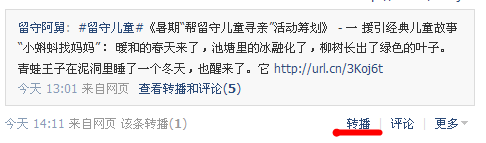 留守阿舅：#留守儿童#《暑期“帮留守儿童寻亲”活动筹划》 - 一 援引经典儿童故事
“小蝌蚪找妈妈”： 暖和的春天来了，池塘里的冰融化了，柳树长出了绿色的叶子。
青蛙王子在泥洞里睡了一个冬天，也醒来了。它 http://url.cn/3Koj6t
今天 13:01 来自网页 查看转播和评论(5)
今天 14:11 来自网页 该条转播(1) 转播 | 评论 | 更多